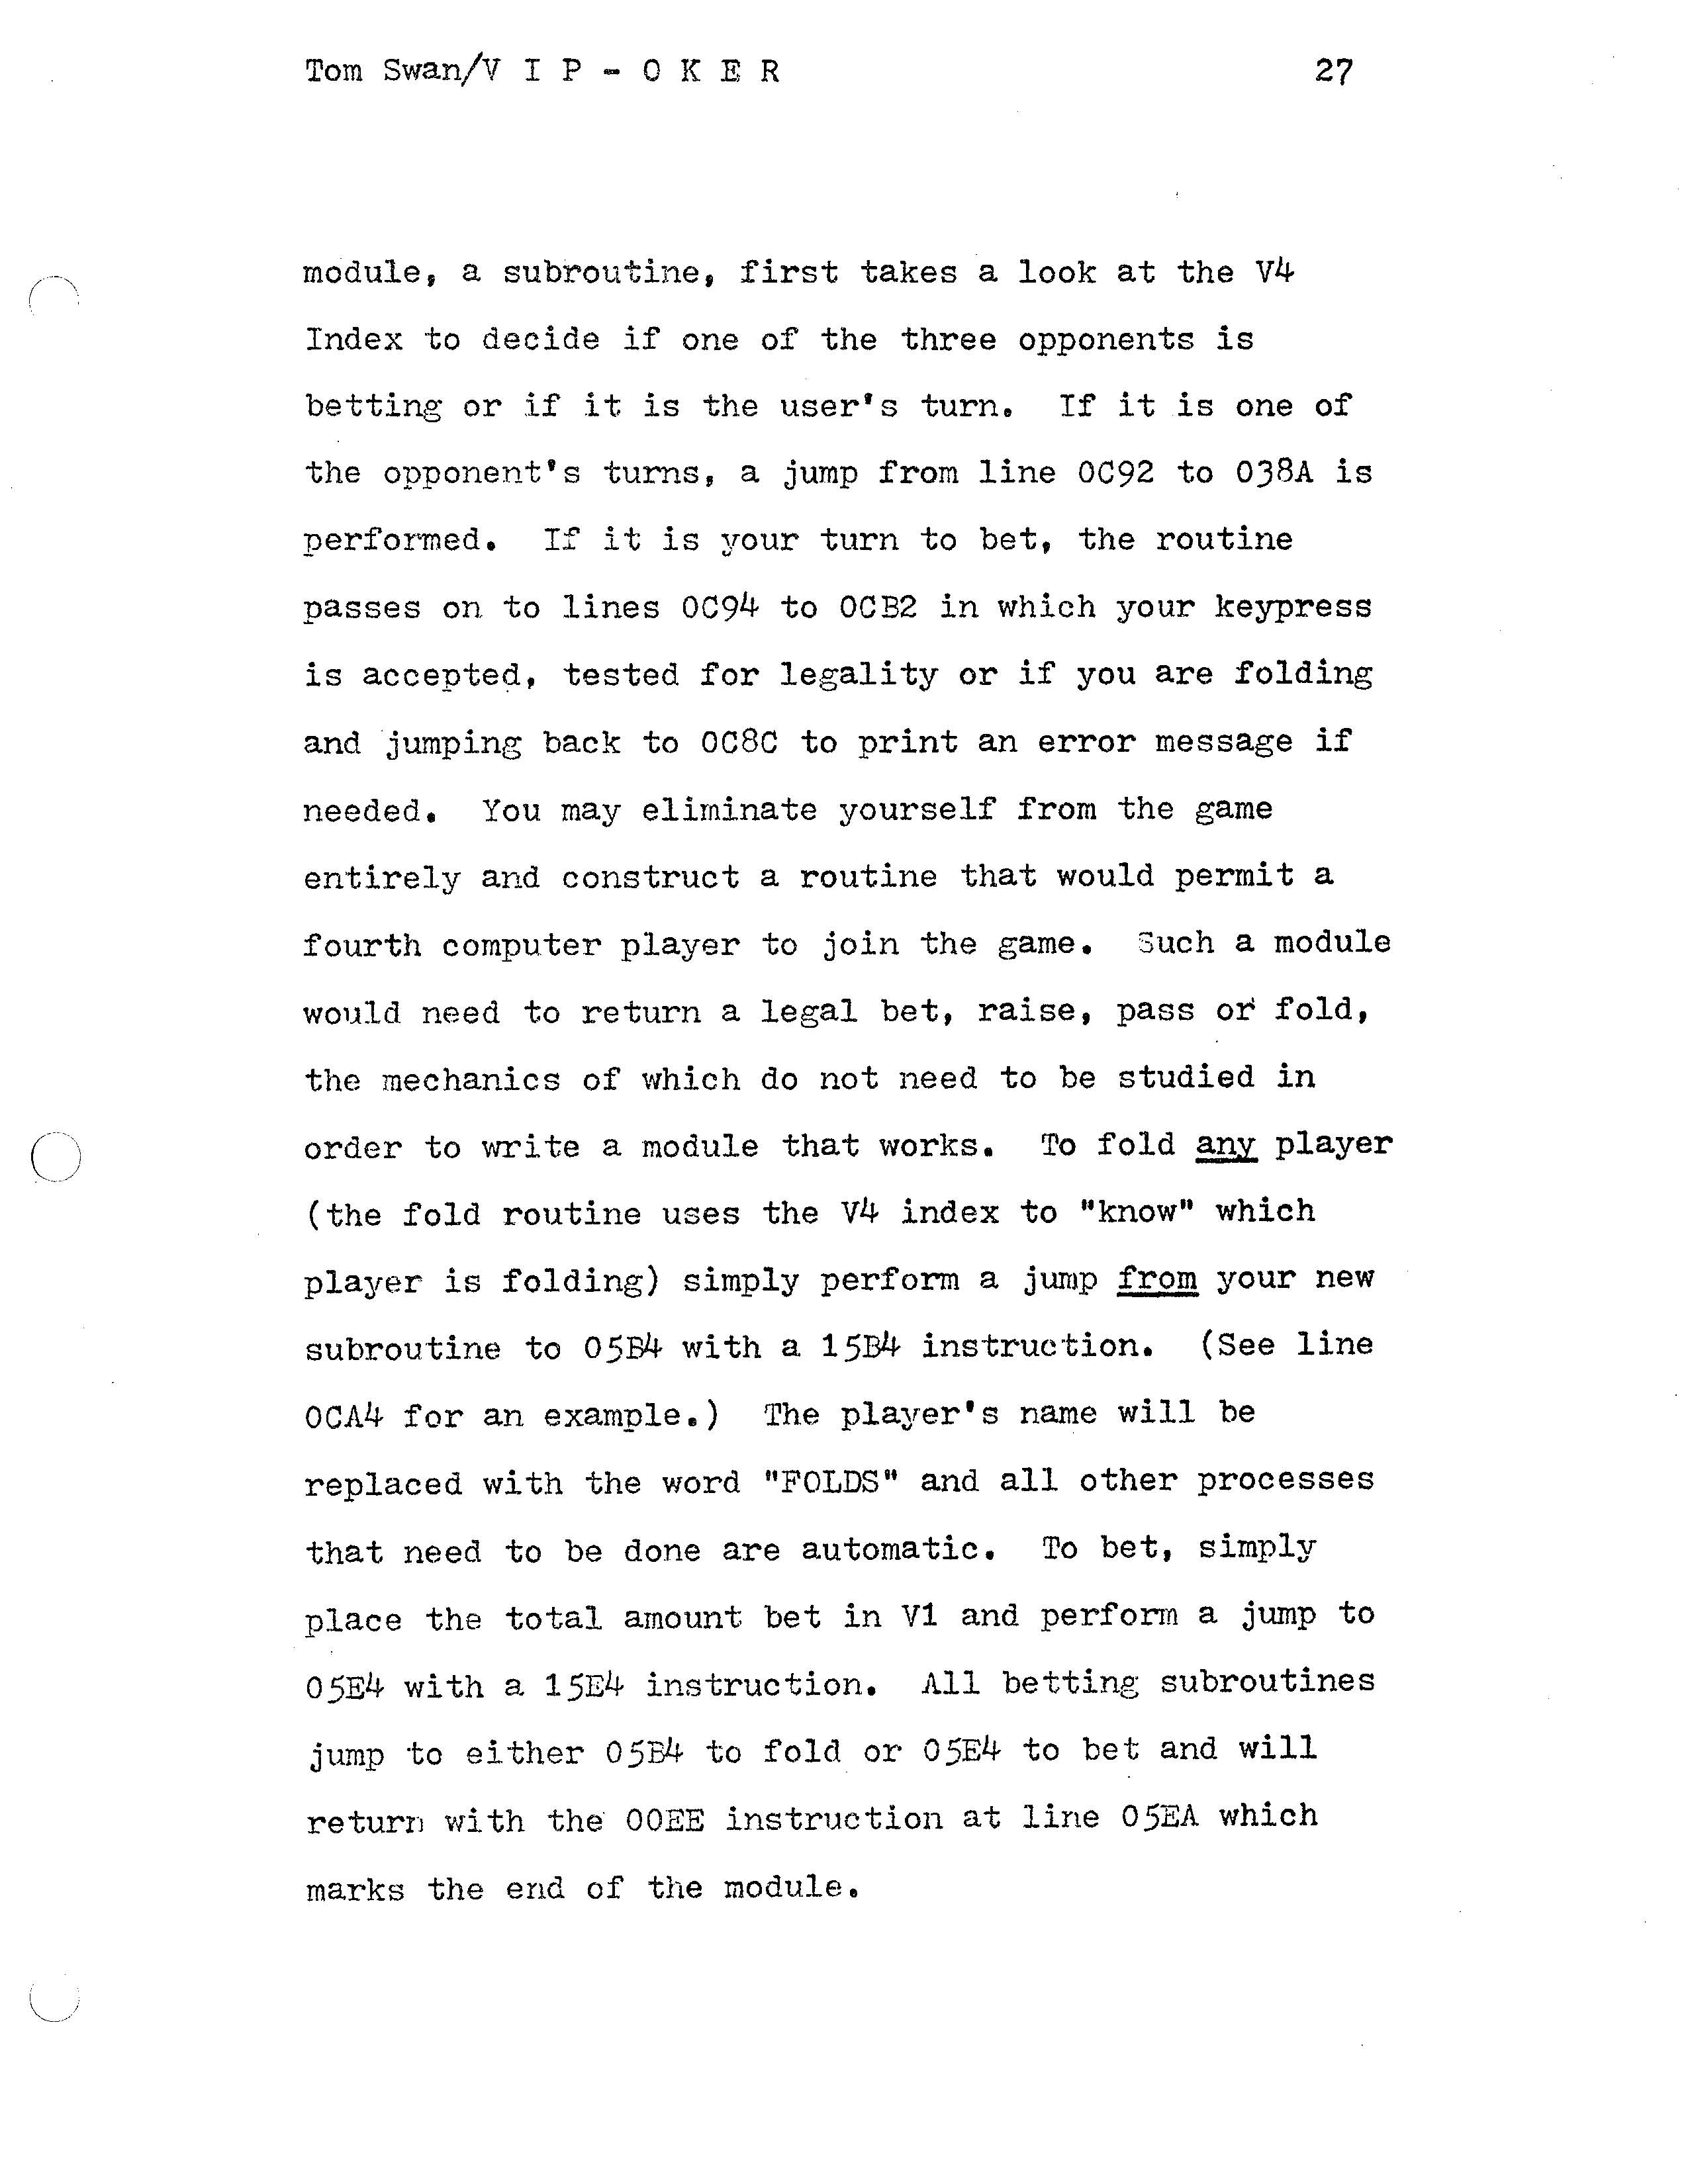 Tom Swan/V I P - O K E R 27
module, a subroutine, first takes a look at the V4
Index to decide if one of the three opponents is
betting or if it is the user's turn. If it is one of
the opponent's turns, a jump from line 0C92 to 038A is
performed. If it is your turn to bet, the routine
passes on to lines 0C94 to 0CB2 in which your keypress
is accepted, tested for legality or if you are folding
and jumping back to 0C8C to print an error message if
needed. You may eliminate yourself from the game
entirely and construct a routine that would permit a
fourth computer player to join the game. Such a module
would need to return a legal bet, raise, pass or fold,
the mechanics of which do not need to be studied in
order to write a module that works. To fold any player
(the fold routine uses the V4 index to "know" which
player is folding) simply perform a jump from your new
subroutine to 05B4 with a 15B4 instruction. (See line
0CA4 for an example.) The player's name will be
replaced with the word "FOLDS" and all other processes
that need to be done are automatic. To bet, simply
place the total amount bet in V1 and perform a jump to
05E4 with a 15E4 instruction. All betting subroutines
jump to either 05B4 to fold or 05E4 to bet and will
return with the 00EE instruction at line 05EA which
marks the end of the module.